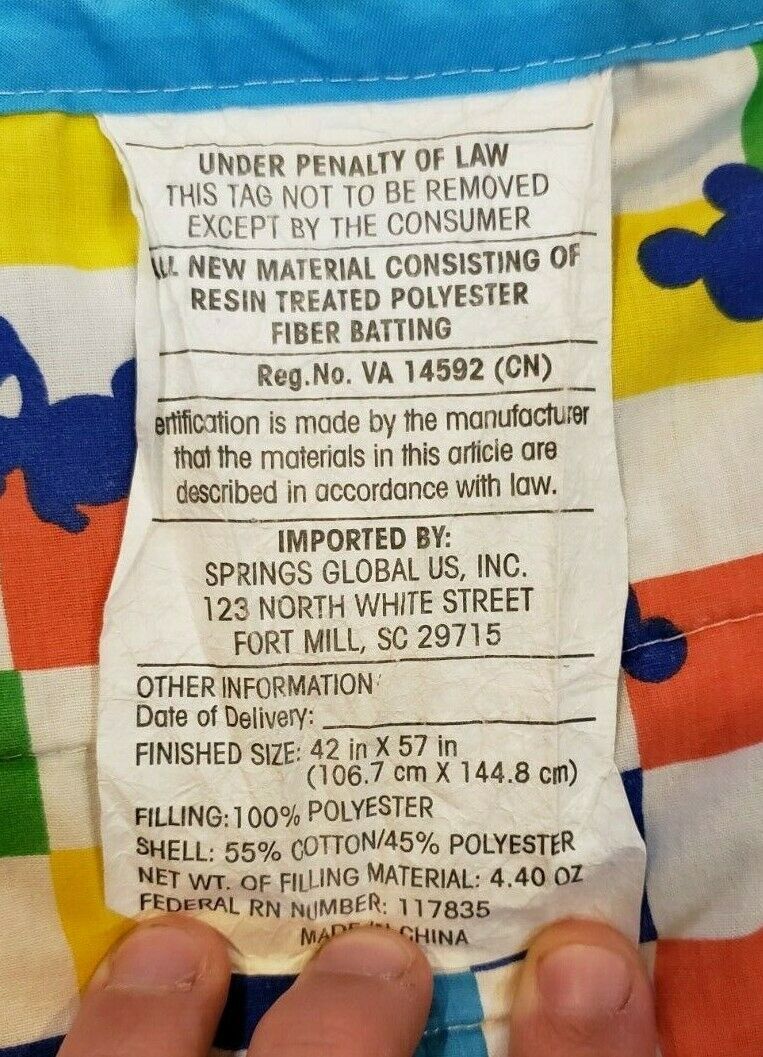 UNDER PENALTY OF LAW
THIS TAG NOT TO BE REMOVED
EXCEPT BY THE CONSUMER
ALL NEW MATERIAL CONSISTING OF
RESIN TREATED POLYESTER
FIBER BATTING
Reg.No. VA 14592 (CN)
ertification is made by the manufacturer
that the materials in this article are
described in accordance with law.
IMPORTED BY:
SPRINGS GLOBAL US, INC.
123 NORTH WHITE STREET
FORT MILL, SC 29715
OTHER INFORMATION
Date of Delivery:
FINISHED SIZE: 42 in X 57 in
(106.7 cm X 144.8 cm)
FILLING:100% POLYESTER
SHELL: 55% COTTON/45% POLYESTER
NET WT. OF FILLING MATERIAL: 4.40 OZ
FEDERAL RN NUMBER: 117835
MADE IN CHINA